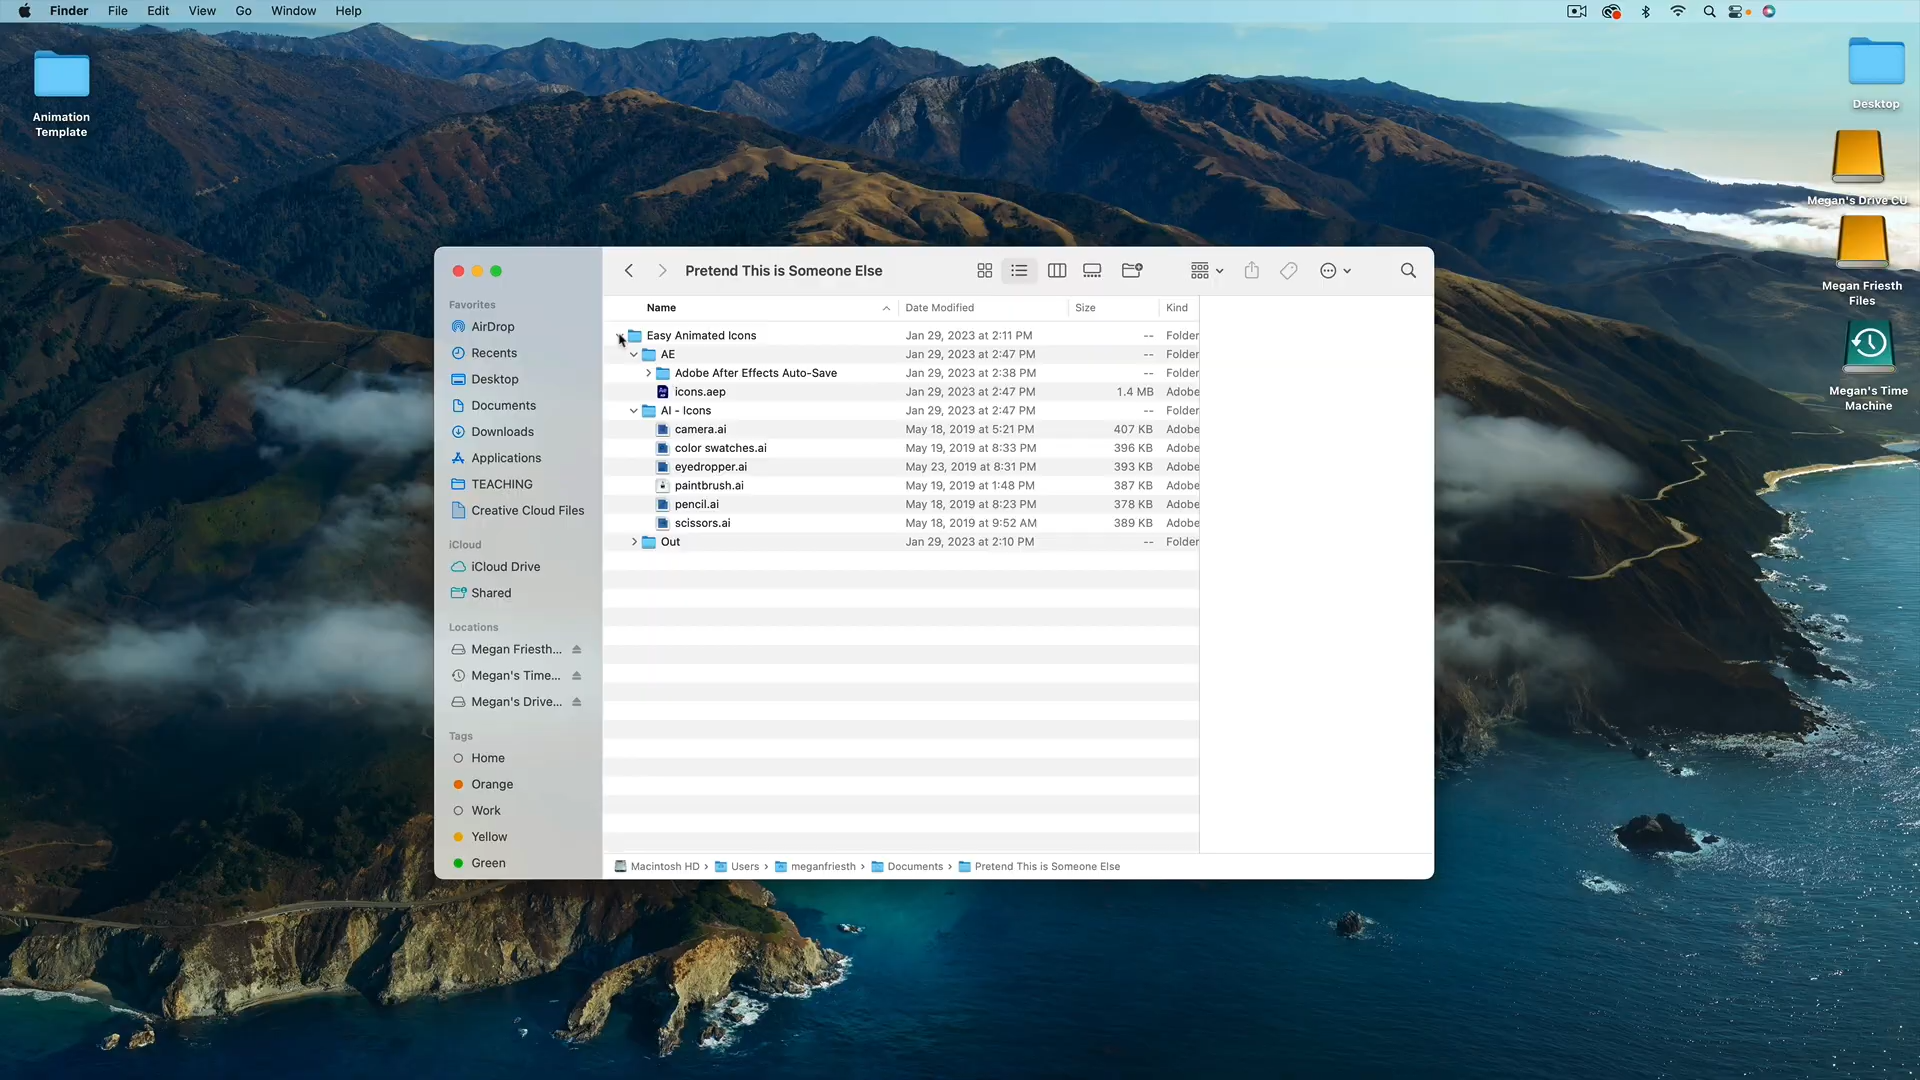 Finder File Edit View Go Window Help
Animation
Template
Desktop
Megan's Drive CU
Megan Friesth
Files
Megan's Time
Machine
Pretend This is Someone Else
Favorites
AirDrop
Recents
Desktop
Documents
Downloads
Applications
TEACHING
Creative Cloud Files
iCloud
iCloud Drive
Shared
Locations
Megan Friesth...
Megan's Time...
Megan's Drive...
Tags
Home
Orange
Work
Yellow
Green
Name Date Modified Size Kind
Easy Animated Icons Jan 29, 2023 at 2:11 PM -- Folder
AE Jan 29, 2023 at 2:47 PM -- Folder
Adobe After Effects Auto-Save Jan 29, 2023 at 2:38 PM -- Folder
icons.aep Jan 29, 2023 at 2:47 PM 1.4 MB Adobe
AI - Icons Jan 29, 2023 at 2:47 PM -- Folder
camera.ai May 18, 2019 at 5:21 PM 407 KB Adobe
color swatches.ai May 19, 2019 at 8:33 PM 396 KB Adobe
eyedropper.ai May 23, 2019 at 8:31 PM 393 KB Adobe
paintbrush.ai May 19, 2019 at 1:48 PM 387 KB Adobe
pencil.ai May 18, 2019 at 8:23 PM 378 KB Adobe
scissors.ai May 18, 2019 at 9:52 AM 389 KB Adobe
Out Jan 29, 2023 at 2:10 PM -- Folder
Macintosh HD › Users › meganfriesth › Documents › Pretend This is Someone Else